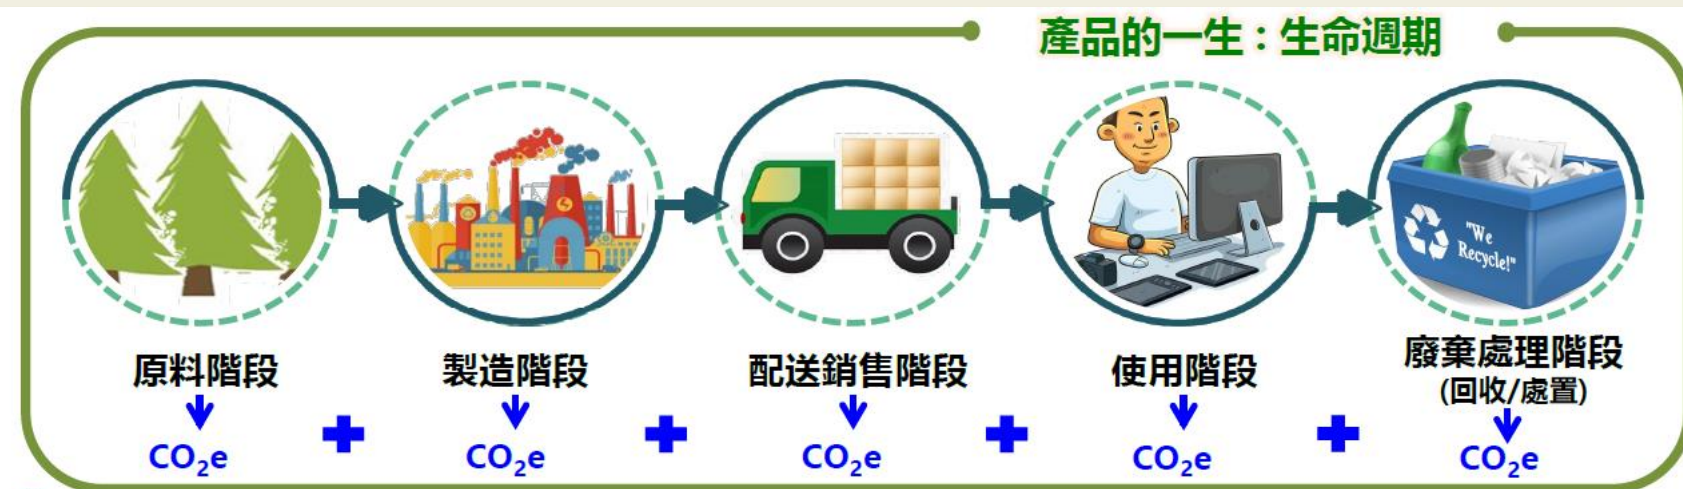 產品的一生：生命週期
"We
Recycle!"
原料階段
製造階段
配送銷售階段
使用階段
廢棄處理階段
(回收/處置)
CO₂e + CO₂e + CO₂e + CO₂e + CO₂e